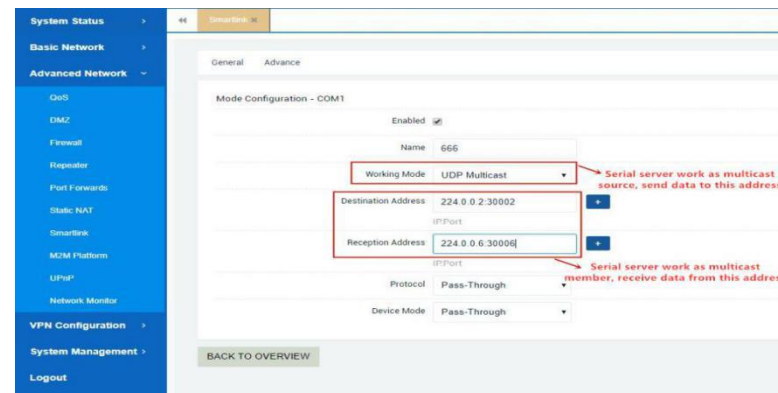 System Status
Basic Network
Advanced Network
QoS
DMZ
Firewall
Repeater
Port Forwards
Static NAT
Smartlink
M2M Platform
UPnP
Network Monitor
VPN Configuration
System Management
Logout
Smartlink
General Advance
Mode Configuration - COM1
Enabled
Name 666
Working Mode UDP Multicast
Serial server work as multicast
source, send data to this address
Destination Address 224.0.0.2:30002 +
IP:Port
Reception Address 224.0.0.6:30006 +
IP:Port
Serial server work as multicast
member, receive data from this addres
Protocol Pass-Through
Device Mode Pass-Through
BACK TO OVERVIEW